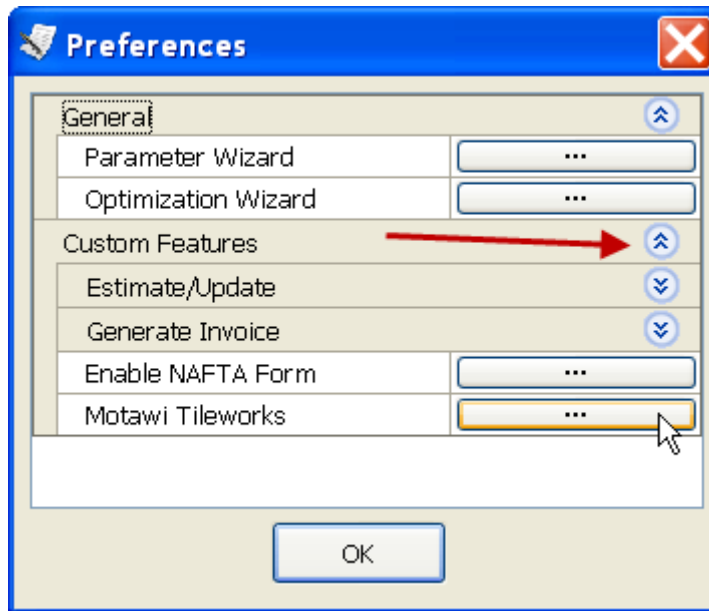 Preferences
General
Parameter Wizard ...
Optimization Wizard ...
Custom Features
Estimate/Update
Generate Invoice
Enable NAFTA Form ...
Motawi Tileworks ...
OK